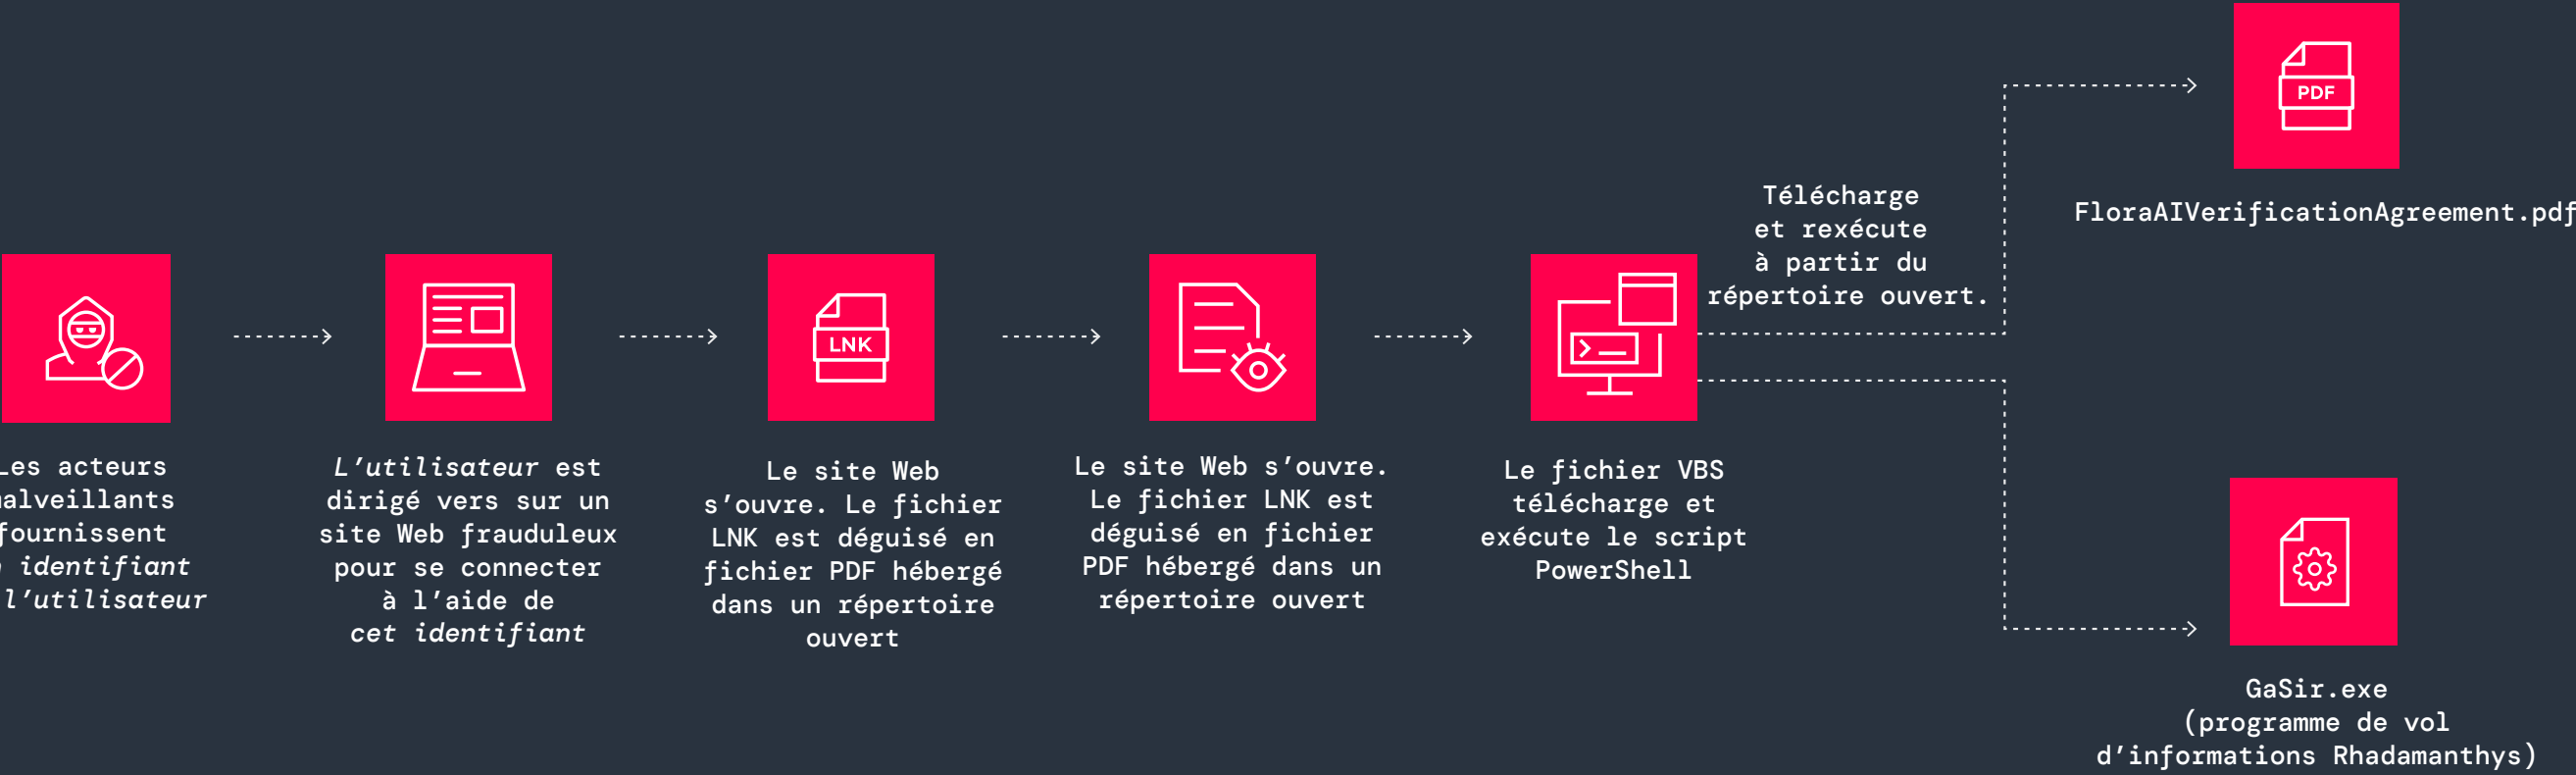 PDF
FloraAIVerificationAgreement.pdf
Télécharge
et rexécute
à partir du
répertoire ouvert.
LNK
Les acteurs
malveillants
fournissent
identifiant
l’utilisateur
L’utilisateur est
dirigé vers sur un
site Web frauduleux
pour se connecter
à l’aide de
cet identifiant
Le site Web
s’ouvre. Le fichier
LNK est déguisé en
fichier PDF hébergé
dans un répertoire
ouvert
Le site Web s’ouvre.
Le fichier LNK est
déguisé en fichier
PDF hébergé dans un
répertoire ouvert
Le fichier VBS
télécharge et
exécute le script
PowerShell
GaSir.exe
(programme de vol
d’informations Rhadamanthys)